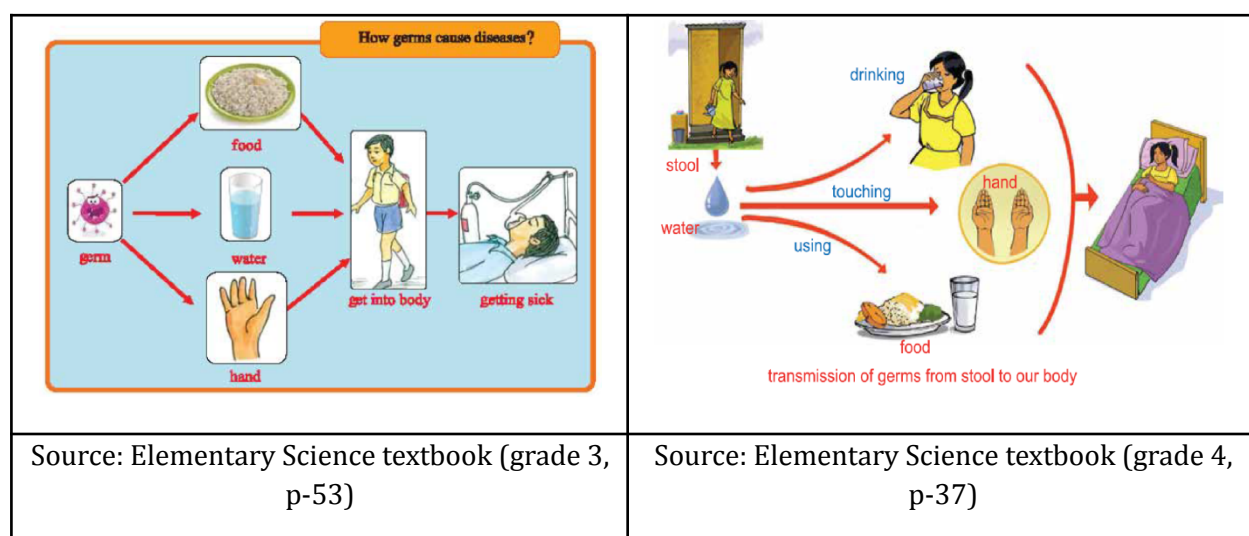 How germs cause diseases?
food
germ
water
get into body
getting sick
hand
drinking
stool
touching
hand
water
using
food
transmission of germs from stool to our body
Source: Elementary Science textbook (grade 3,
p-53)
Source: Elementary Science textbook (grade 4,
p-37)